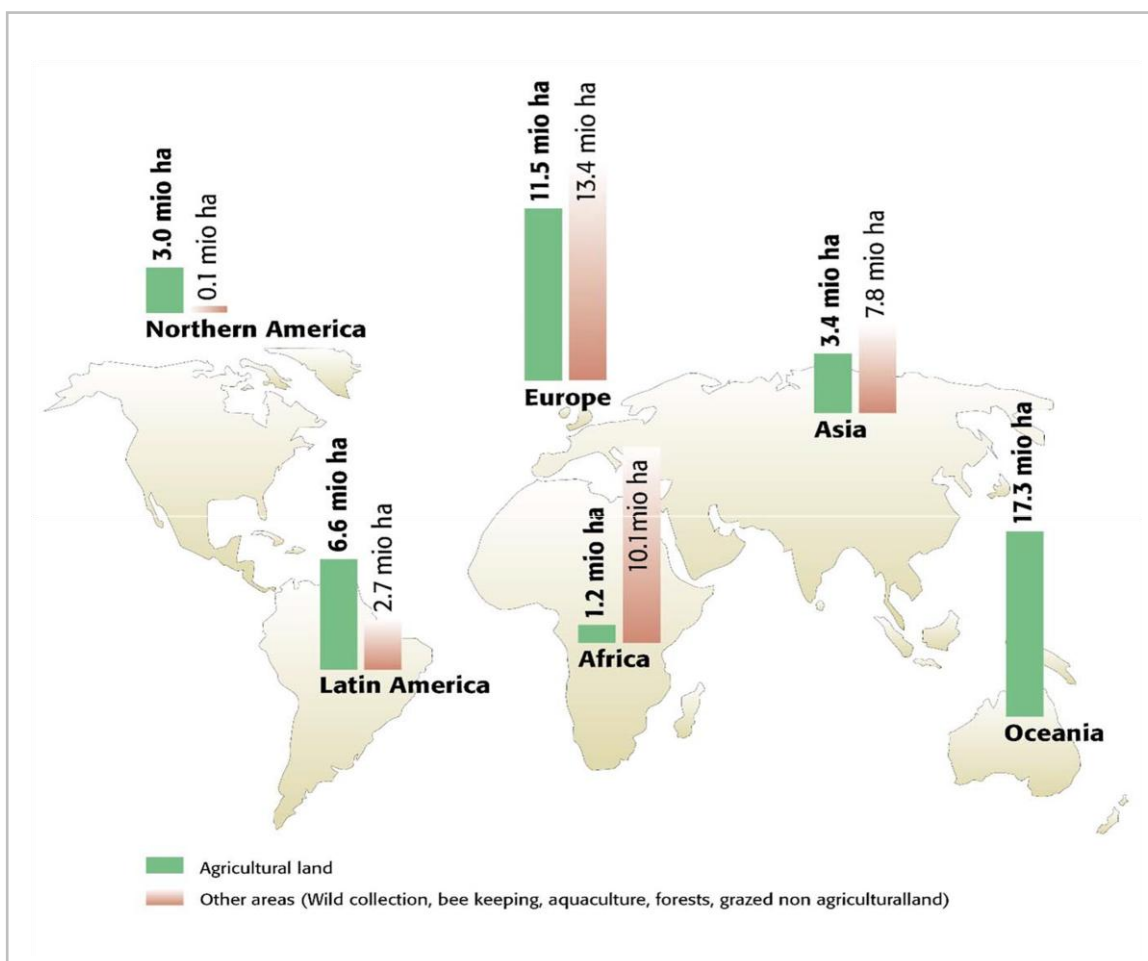 3.0 mio ha
0.1 mio ha
Northern America
11.5 mio ha
13.4 mio ha
Europe
3.4 mio ha
7.8 mio ha
Asia
6.6 mio ha
2.7 mio ha
Latin America
1.2 mio ha
10.1mio ha
Africa
17.3 mio ha
Oceania
Agricultural land
Other areas (Wild collection, bee keeping, aquaculture, forests, grazed non agriculturalland)